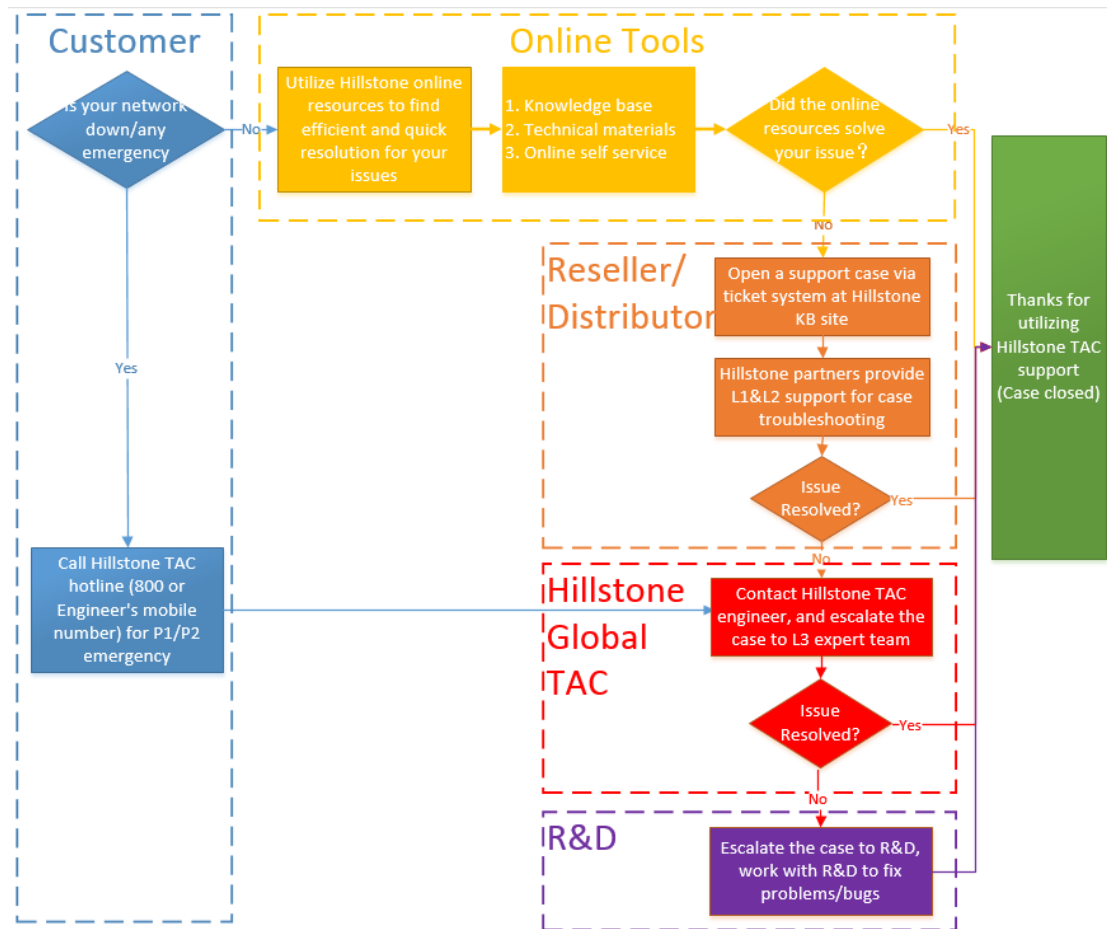 Customer
Is your network
down/any
emergency
No
Yes
Call Hillstone TAC
hotline (800 or
Engineer's mobile
number) for P1/P2
emergency
Online Tools
Utilize Hillstone online
resources to find
efficient and quick
resolution for your
issues
1. Knowledge base
2. Technical materials
3. Online self service
Did the online
resources solve
your issue？
Yes
No
Reseller/
Distributor
Open a support case via
ticket system at Hillstone
KB site
Hillstone partners provide
L1&L2 support for case
troubleshooting
Issue
Resolved?
Yes
No
Hillstone
Global
TAC
Contact Hillstone TAC
engineer, and escalate the
case to L3 expert team
Issue
Resolved?
Yes
No
R&D
Escalate the case to R&D,
work with R&D to fix
problems/bugs
Thanks for
utilizing
Hillstone TAC
support
(Case closed)